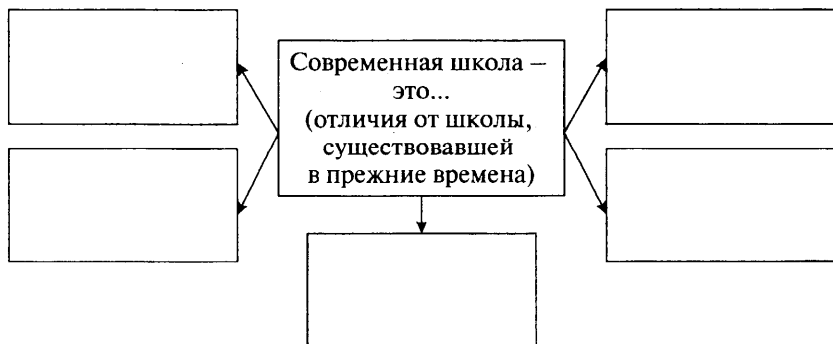 Современная школа –
это...
(отличия от школы,
существовавшей
в прежние времена)